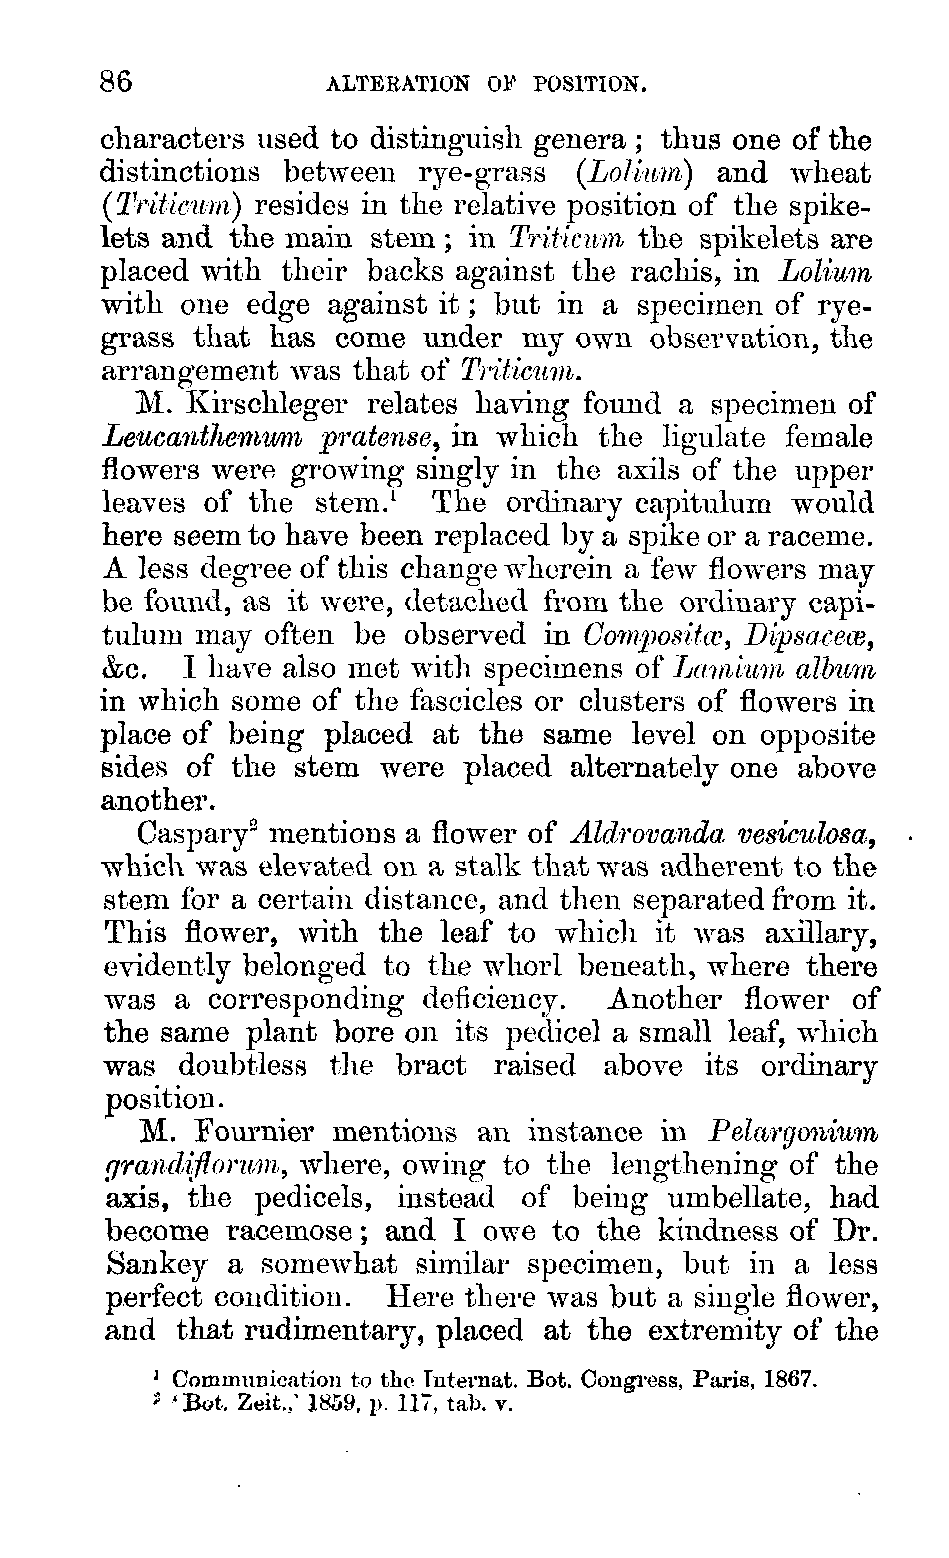 86 ALTERATION OF POSITION.
characters used to distinguish genera; thus one of the
distinctions between rye-grass (Lolium) and wheat
(Triticum) resides in the relative position of the spike-
lets and the main stem; in Triticum the spikelets are
placed with their backs against the rachis, in Lolium
with one edge against it; but in a specimen of rye-
grass that has come under my own observation, the
arrangement was that of Triticum.
M. Kirschleger relates having found a specimen of
Leucanthemum pratense, in which the ligulate female
flowers were growing singly in the axils of the upper
leaves of the stem.¹ The ordinary capitulum would
here seem to have been replaced by a spike or a raceme.
A less degree of this change wherein a few flowers may
be found, as it were, detached from the ordinary capi-
tulum may often be observed in Compositæ, Dipsaceæ,
&c. I have also met with specimens of Lamium album
in which some of the fascicles or clusters of flowers in
place of being placed at the same level on opposite
sides of the stem were placed alternately one above
another.
Caspary² mentions a flower of Aldrovanda vesiculosa,
which was elevated on a stalk that was adherent to the
stem for a certain distance, and then separated from it.
This flower, with the leaf to which it was axillary,
evidently belonged to the whorl beneath, where there
was a corresponding deficiency. Another flower of
the same plant bore on its pedicel a small leaf, which
was doubtless the bract raised above its ordinary
position.
M. Fournier mentions an instance in Pelargonium
grandiflorum, where, owing to the lengthening of the
axis, the pedicels, instead of being umbellate, had
become racemose; and I owe to the kindness of Dr.
Sankey a somewhat similar specimen, but in a less
perfect condition. Here there was but a single flower,
and that rudimentary, placed at the extremity of the
¹ Communication to the Internat. Bot. Congress, Paris, 1867.
² 'Bot. Zeit.,' 1859, p. 117, tab. v.